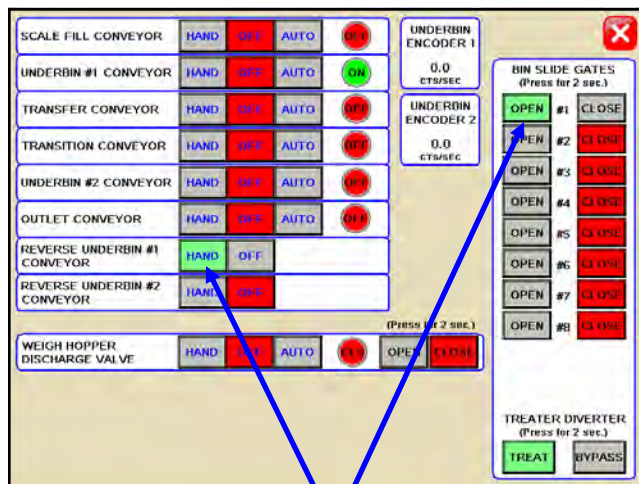 SCALE FILL CONVEYOR HAND OFF AUTO OFF
UNDERBIN #1 CONVEYOR HAND OFF AUTO ON
TRANSFER CONVEYOR HAND OFF AUTO OFF
TRANSITION CONVEYOR HAND OFF AUTO OFF
UNDERBIN #2 CONVEYOR HAND OFF AUTO OFF
OUTLET CONVEYOR HAND OFF AUTO OFF
REVERSE UNDERBIN #1
CONVEYOR HAND OFF
REVERSE UNDERBIN #2
CONVEYOR HAND OFF
(Press for 2 sec.)
WEIGH HOPPER
DISCHARGE VALVE HAND OFF AUTO CLS OPEN CLOSE
UNDERBIN
ENCODER 1
0.0
CTS/SEC
UNDERBIN
ENCODER 2
0.0
CTS/SEC
X
BIN SLIDE GATES
(Press for 2 sec.)
OPEN #1 CLOSE
OPEN #2 CLOSE
OPEN #3 CLOSE
OPEN #4 CLOSE
OPEN #5 CLOSE
OPEN #6 CLOSE
OPEN #7 CLOSE
OPEN #8 CLOSE
TREATER DIVERTER
(Press for 2 sec.)
TREAT BYPASS